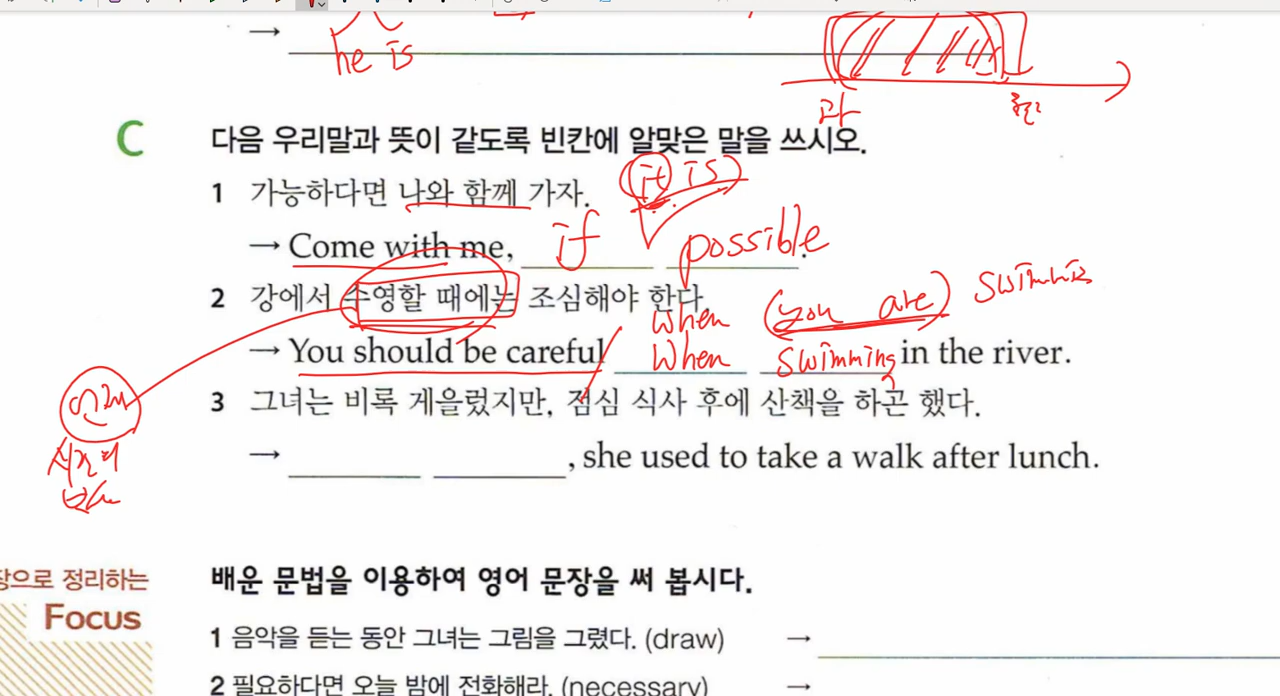 →
he is
과
C 다음 우리말과 뜻이 같도록 빈칸에 알맞은 말을 쓰시오.
(it is)
1 가능하다면 나와 함께 가자.
→ Come with me, if possible.
2 강에서 수영할 때에는 조심해야 한다.
when (you are) swimming
→ You should be careful when swimming in the river.
3 그녀는 비록 게을렀지만, 점심 식사 후에 산책을 하곤 했다.
→ , she used to take a walk after lunch.
장으로 정리하는
Focus
배운 문법을 이용하여 영어 문장을 써 봅시다.
1 음악을 듣는 동안 그녀는 그림을 그렸다. (draw) →
2 필요하다면 오늘 밤에 전화해라. (necessary) →